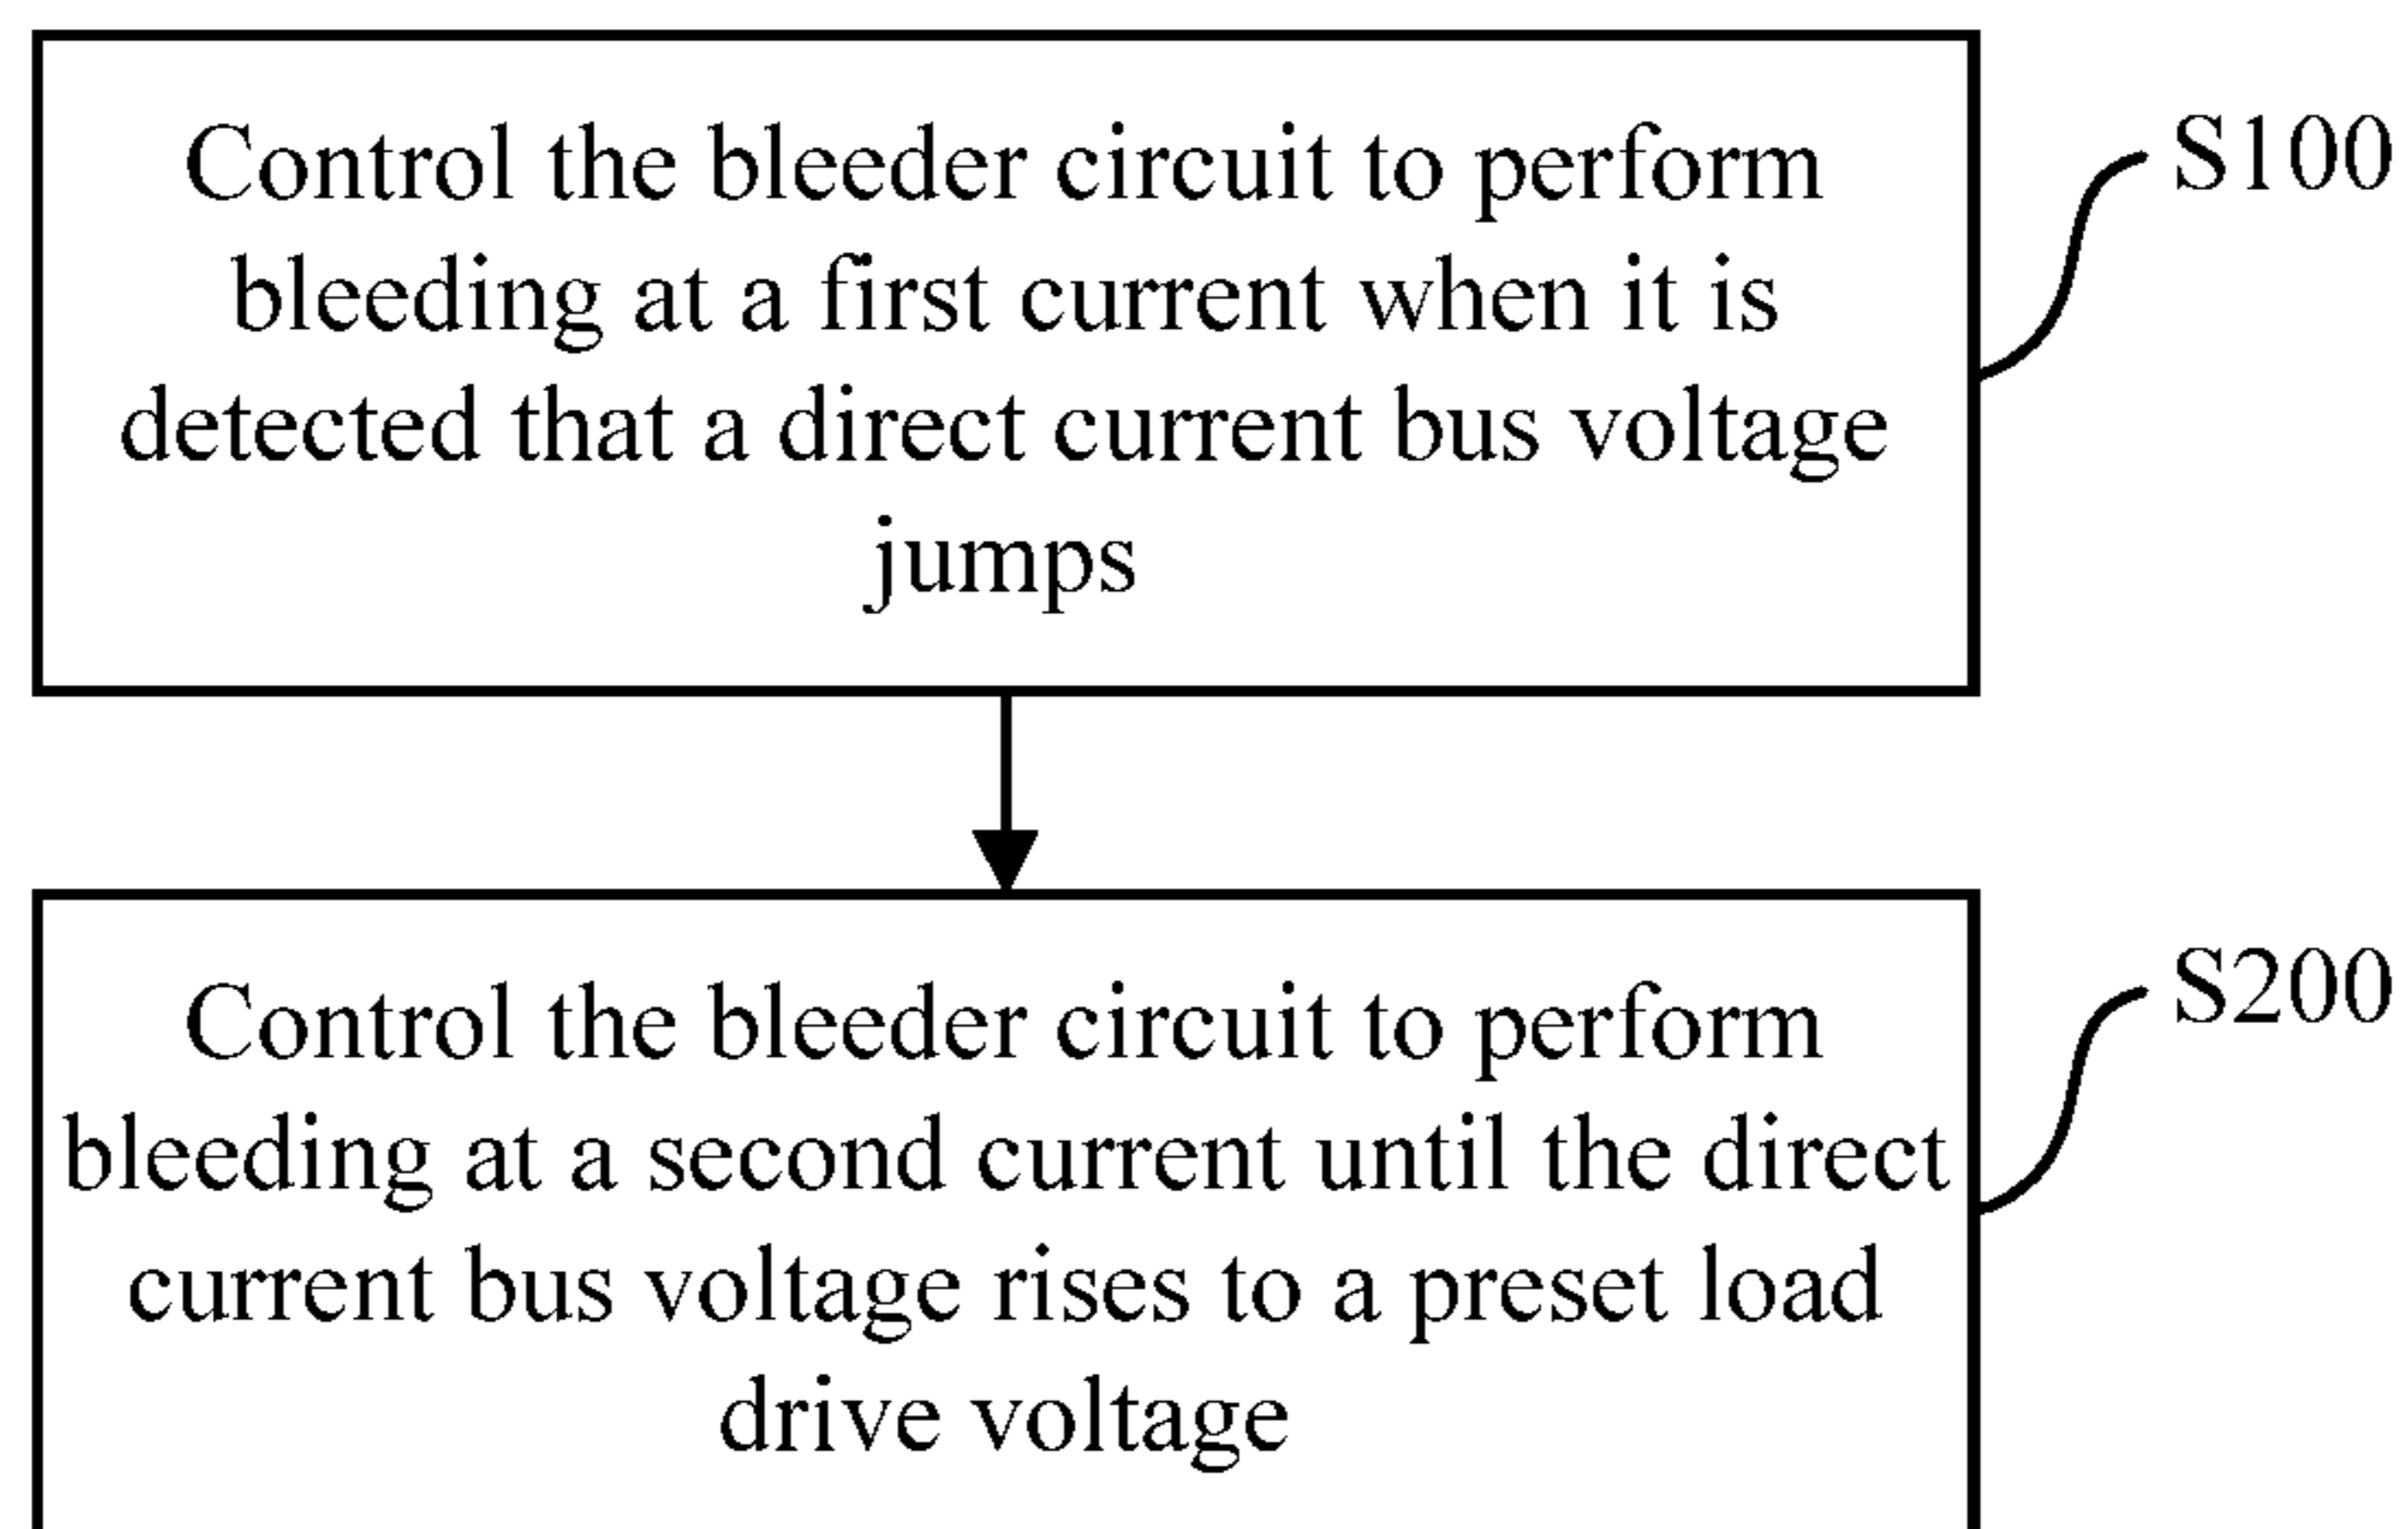 Control the bleeder circuit to perform
bleeding at a first current when it is
detected that a direct current bus voltage
jumps
S100
Control the bleeder circuit to perform
bleeding at a second current until the direct
current bus voltage rises to a preset load
drive voltage
S200